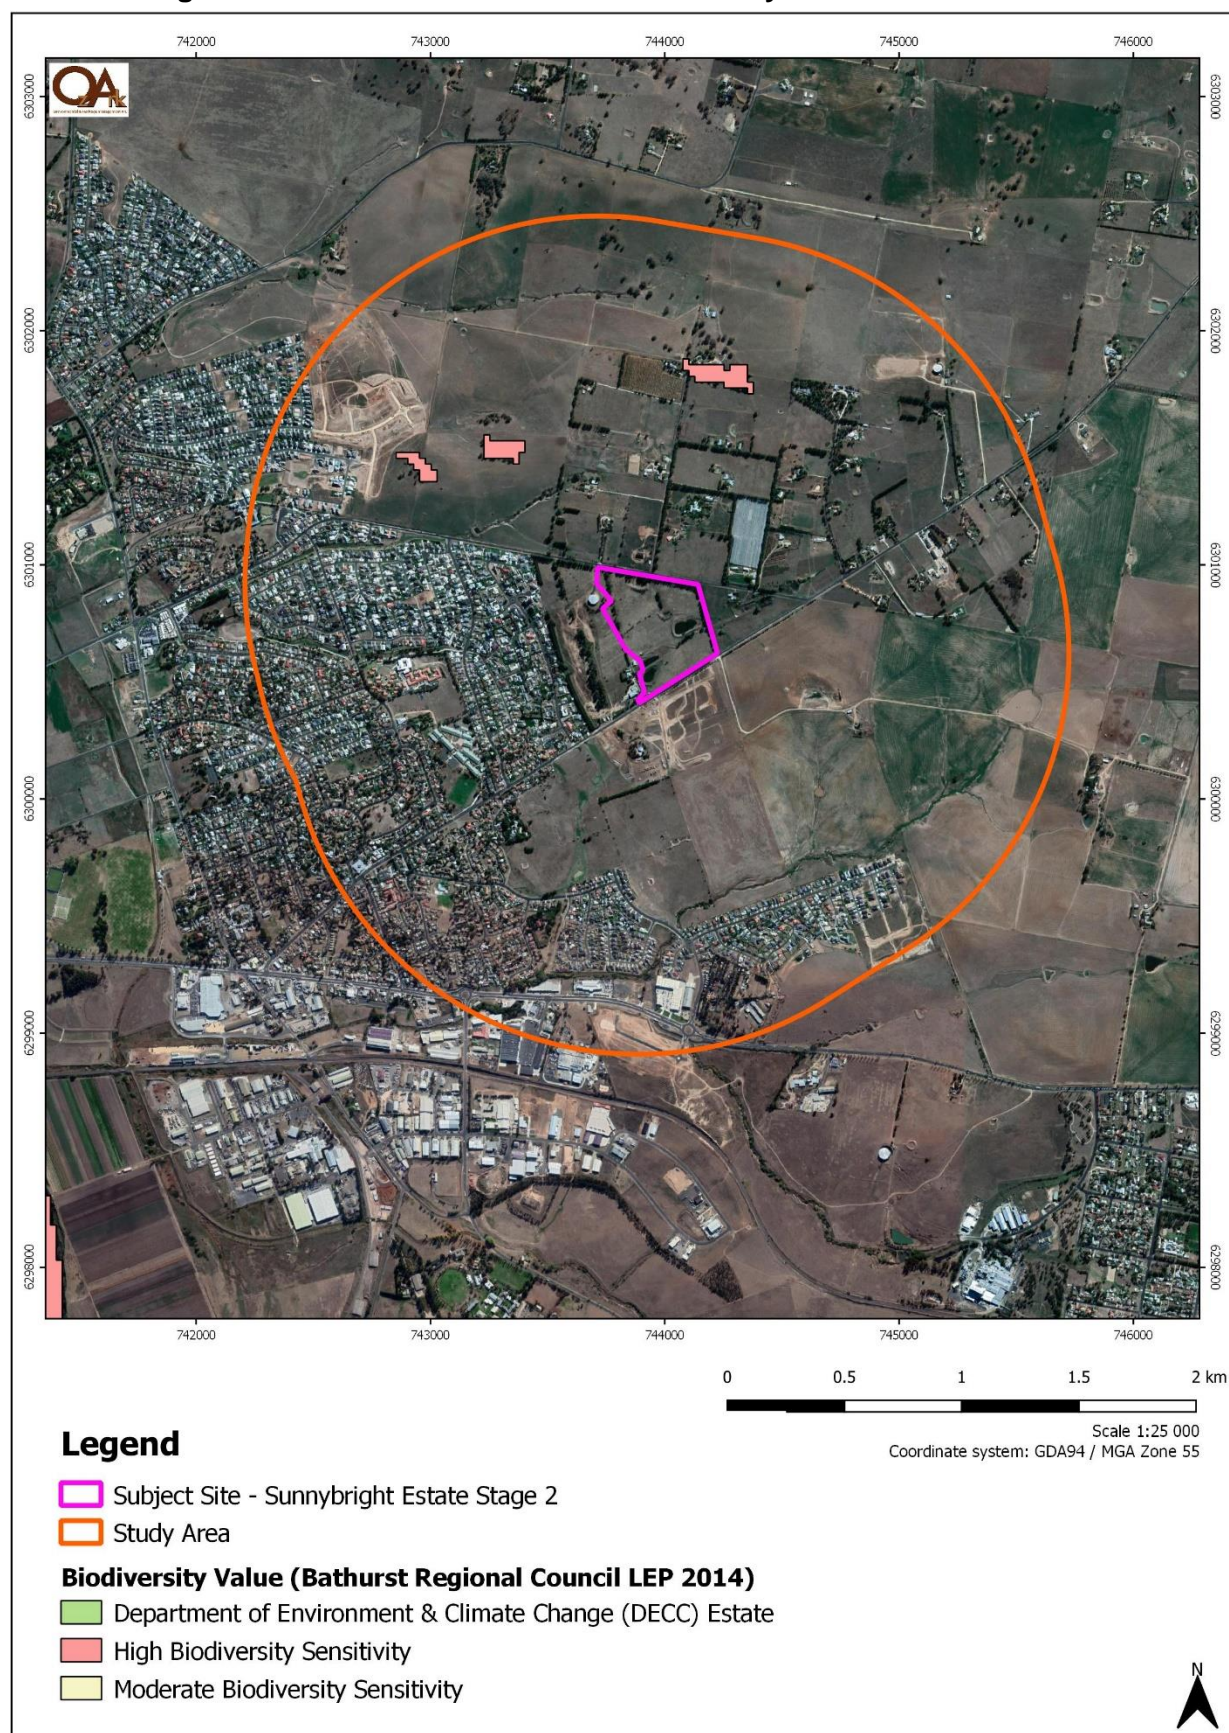 742000 743000 744000 745000 746000
OzArk
6303000 6303000
6302000 6302000
6301000 6301000
6300000 6300000
6299000 6299000
6298000 6298000
742000 743000 744000 745000 746000
0 0.5 1 1.5 2 km
Scale 1:25 000
Coordinate system: GDA94 / MGA Zone 55
Legend
Subject Site - Sunnybright Estate Stage 2
Study Area
Biodiversity Value (Bathurst Regional Council LEP 2014)
Department of Environment & Climate Change (DECC) Estate
High Biodiversity Sensitivity
Moderate Biodiversity Sensitivity
N